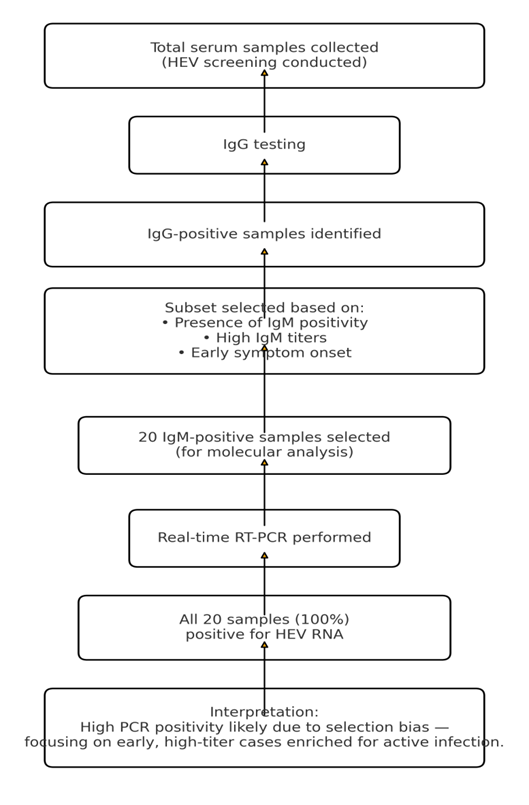 Total serum samples collected
(HEV screening conducted)
IgG testing
IgG-positive samples identified
Subset selected based on:
• Presence of IgM positivity
• High IgM titers
• Early symptom onset
20 IgM-positive samples selected
(for molecular analysis)
Real-time RT-PCR performed
All 20 samples (100%)
positive for HEV RNA
Interpretation:
High PCR positivity likely due to selection bias —
focusing on early, high-titer cases enriched for active infection.